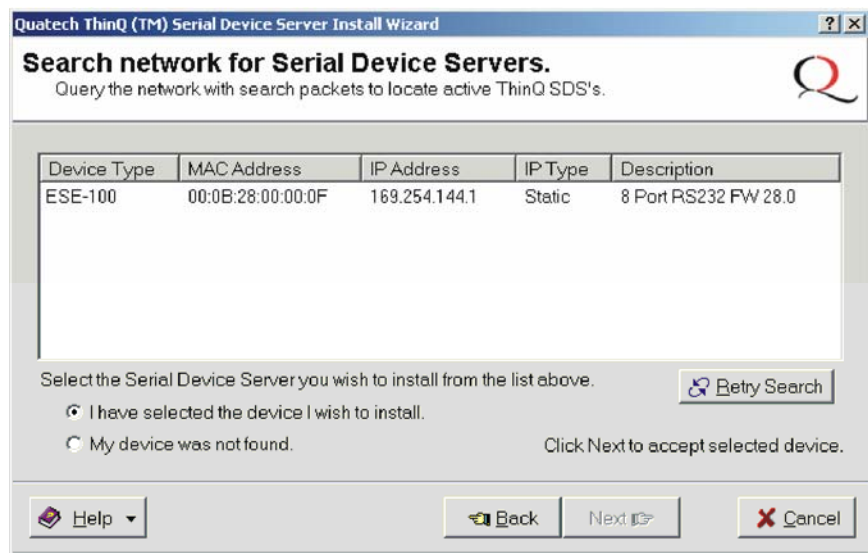 Quatech ThinQ (TM) Serial Device Server Install Wizard
Search network for Serial Device Servers.
Query the network with search packets to locate active ThinQ SDS's.
Device Type MAC Address IP Address IP Type Description
ESE-100 00:0B:28:00:00:0F 169.254.144.1 Static 8 Port RS232 FW 28.0
Select the Serial Device Server you wish to install from the list above.
Retry Search
I have selected the device I wish to install.
My device was not found.
Click Next to accept selected device.
Help Back Next Cancel